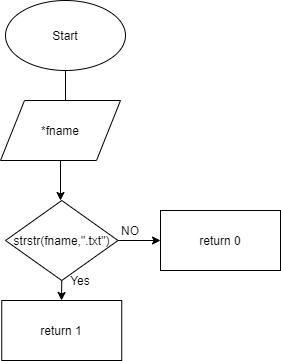 Start
*fname
strstr(fname,".txt")
NO
return 0
Yes
return 1